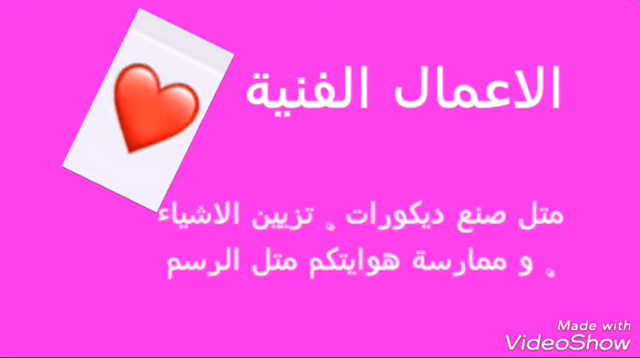 الاعمال الفنية
متل صنع ديكورات ٍ تزيين الاشياء
ٍ و ممارسة هوايتكم متل الرسم
Made with
VideoShow